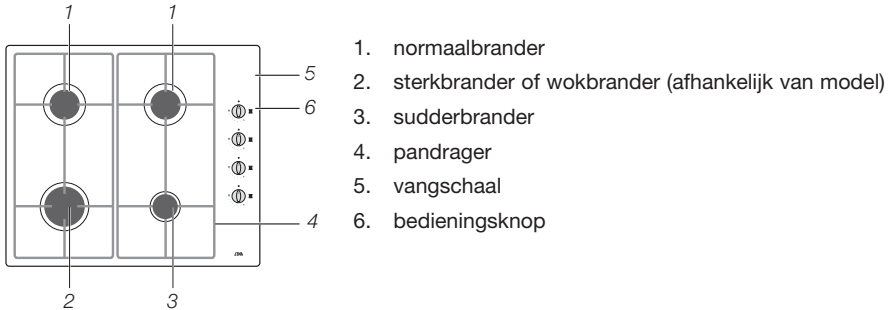 1 1
5
6
4
2 3
1. normaalbrander
2. sterkbrander of wokbrander (afhankelijk van model)
3. sudderbrander
4. pandrager
5. vangschaal
6. bedieningsknop